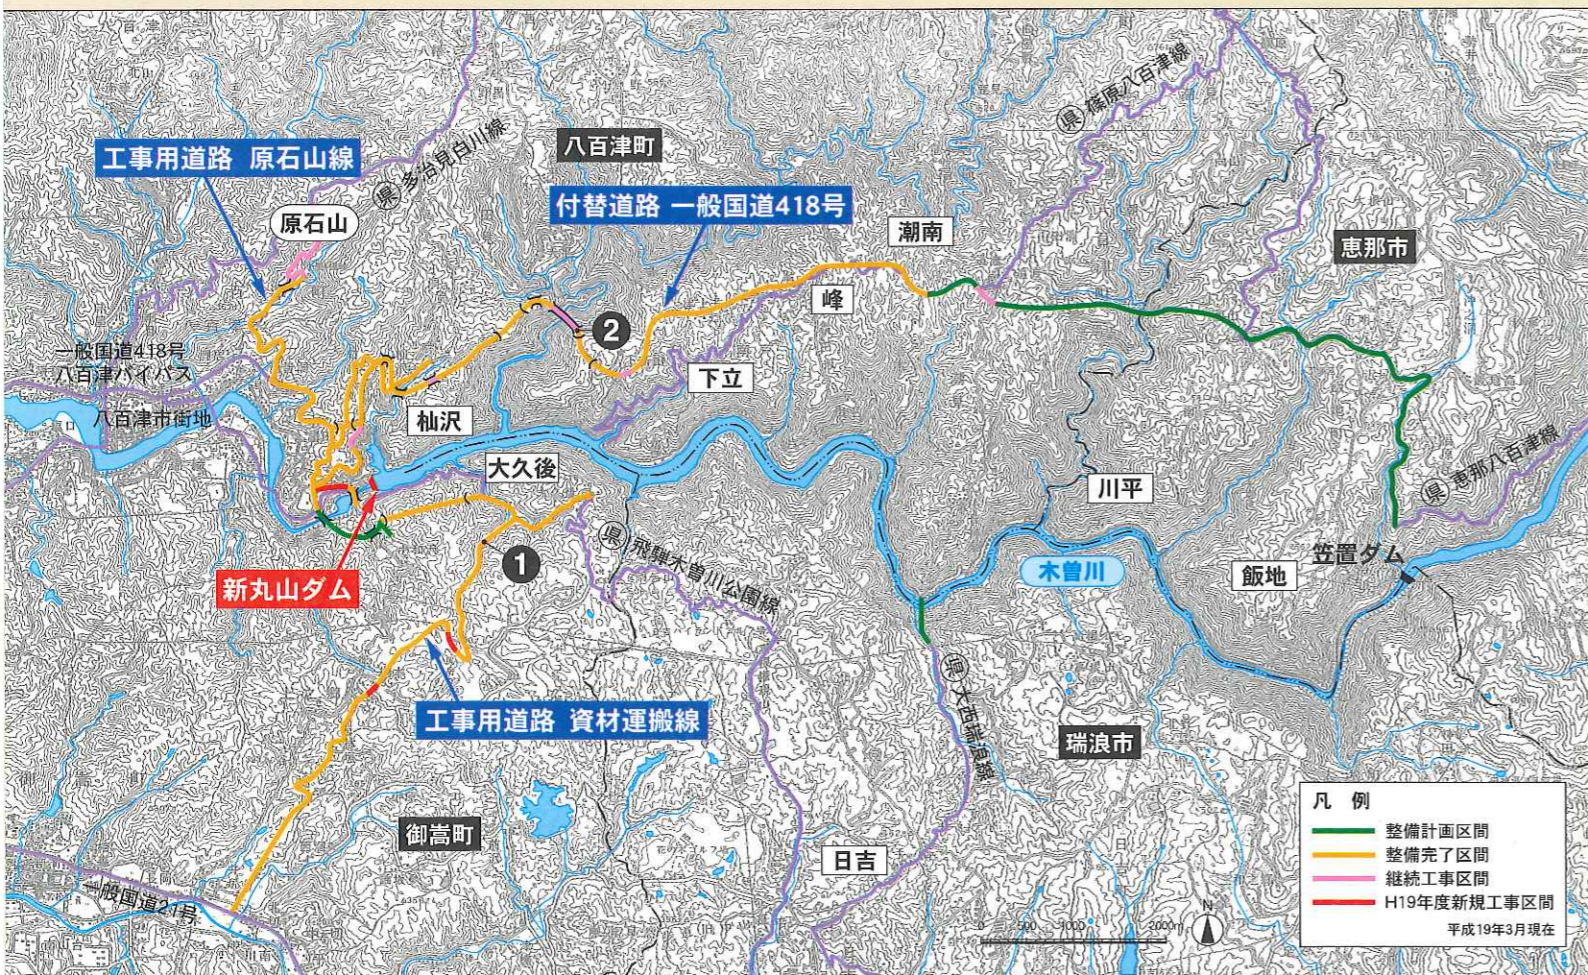 工事用道路 原石山線
県 多治見白川線
八百津町
県 篠原八百津線
付替道路 一般国道418号
原石山
潮南
恵那市
峰
2
一般国道418号
八百津バイパス
下立
八百津市街地
杣沢
大久後
川平
県 恵那八百津線
笠置ダム
1
県 飛騨木曽川公園線
木曽川
飯地
新丸山ダム
県 大西瑞浪線
工事用道路 資材運搬線
瑞浪市
御嵩町
日吉
一般国道21号
凡 例
整備計画区間
整備完了区間
継続工事区間
H19年度新規工事区間
平成19年3月現在
N
0 500 1000 2000m